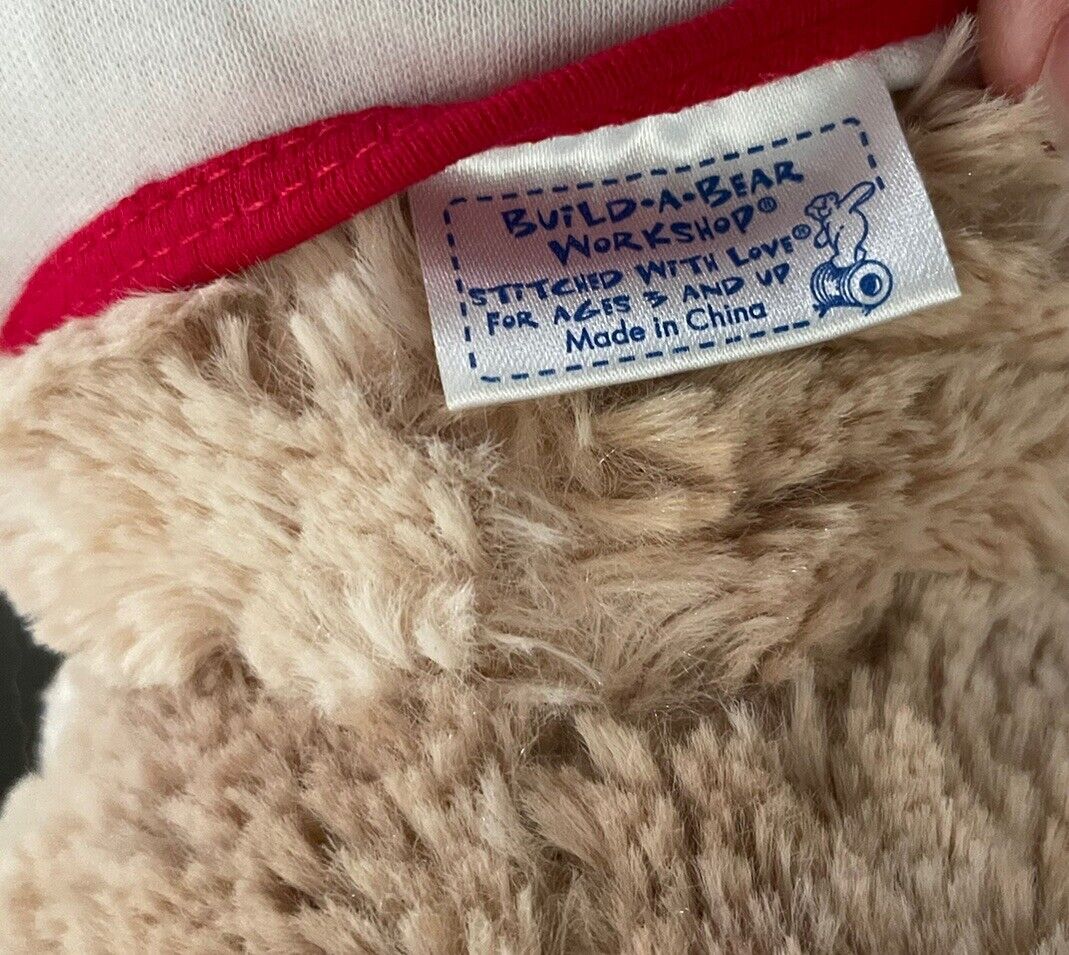 BUiLD-A-BEAR
WORKSHOP®
STiTCHED WiTH LOVE®
FOR AGES 3 AND UP
Made in China